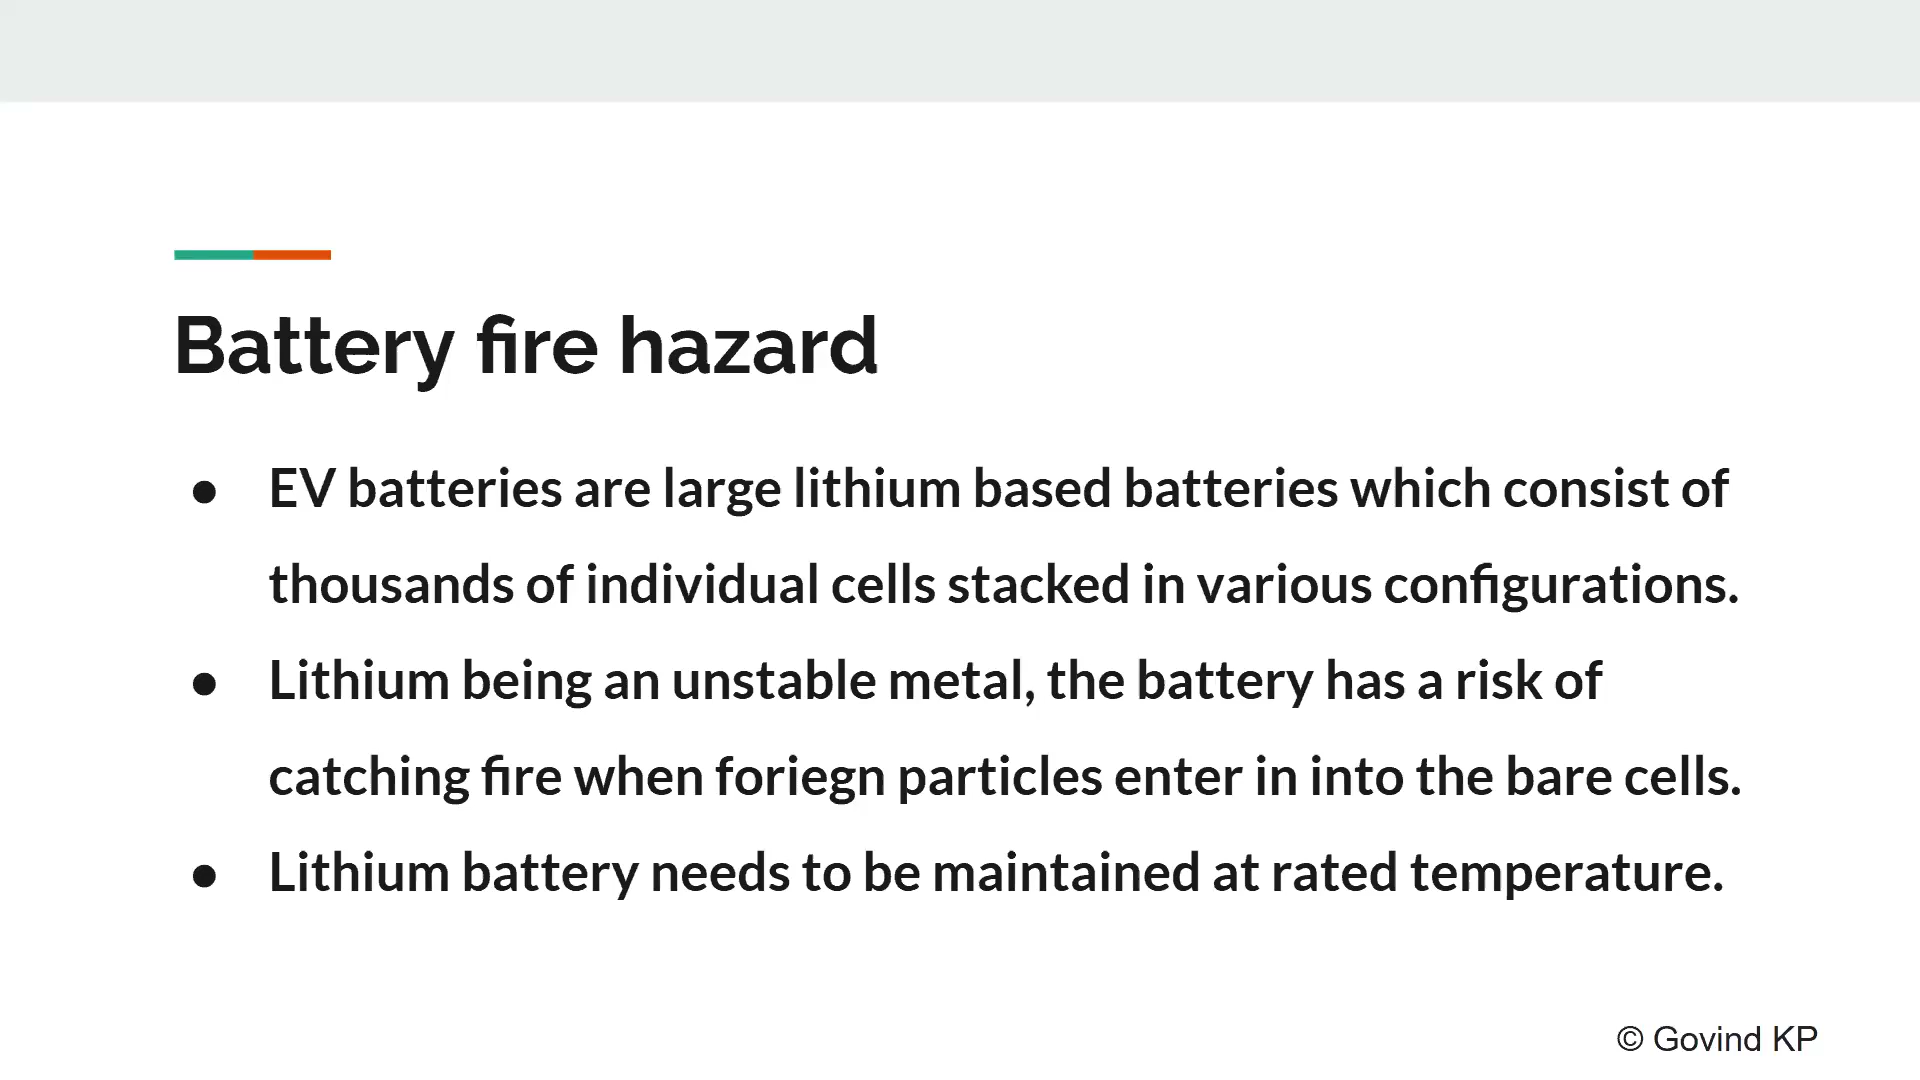 Battery fire hazard
● EV batteries are large lithium based batteries which consist of
thousands of individual cells stacked in various configurations.
● Lithium being an unstable metal, the battery has a risk of
catching fire when foriegn particles enter in into the bare cells.
● Lithium battery needs to be maintained at rated temperature.
© Govind KP